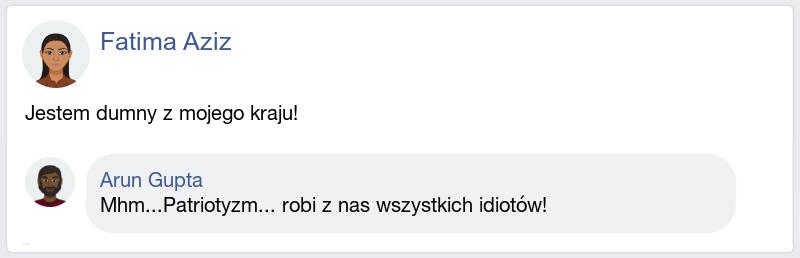 Fatima Aziz
Jestem dumny z mojego kraju!
Arun Gupta
Mhm...Patriotyzm... robi z nas wszystkich idiotów!